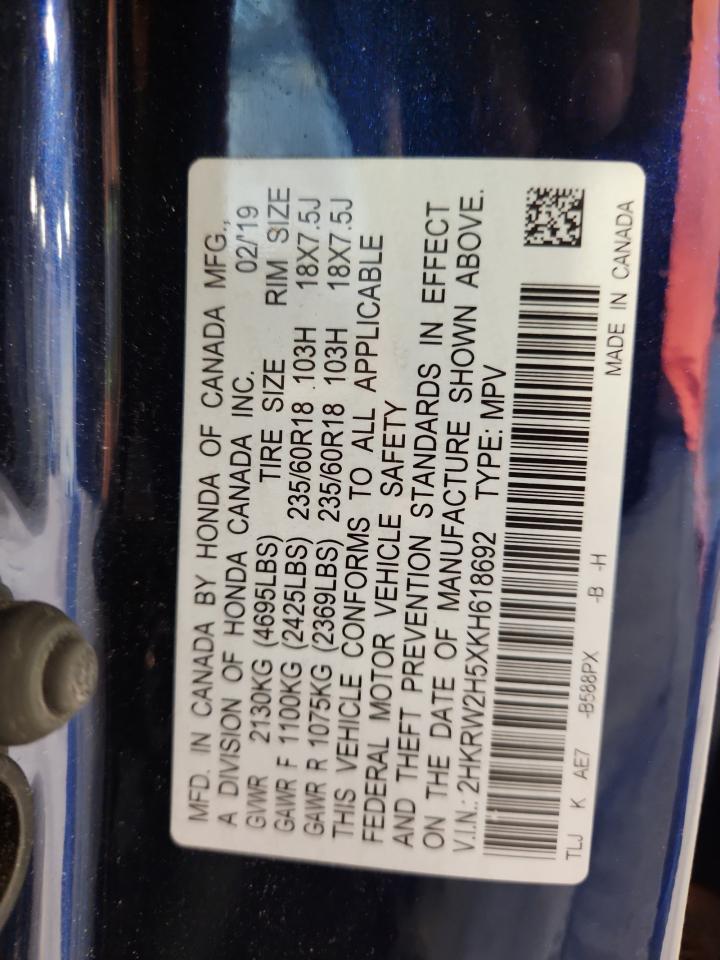 MFD. IN CANADA BY HONDA OF CANADA MFG.,
A DIVISION OF HONDA CANADA INC. 02/'19
GVWR 2130KG (4695LBS) TIRE SIZE RIM SIZE
GAWR F 1100KG (2425LBS) 235/60R18 103H 18X7.5J
GAWR R 1075KG (2369LBS) 235/60R18 103H 18X7.5J
THIS VEHICLE CONFORMS TO ALL APPLICABLE
FEDERAL MOTOR VEHICLE SAFETY
AND THEFT PREVENTION STANDARDS IN EFFECT
ON THE DATE OF MANUFACTURE SHOWN ABOVE.
V.I.N.: 2HKRW2H5XKH618692 TYPE: MPV
TLJ K AE7 -B588PX -B -H MADE IN CANADA